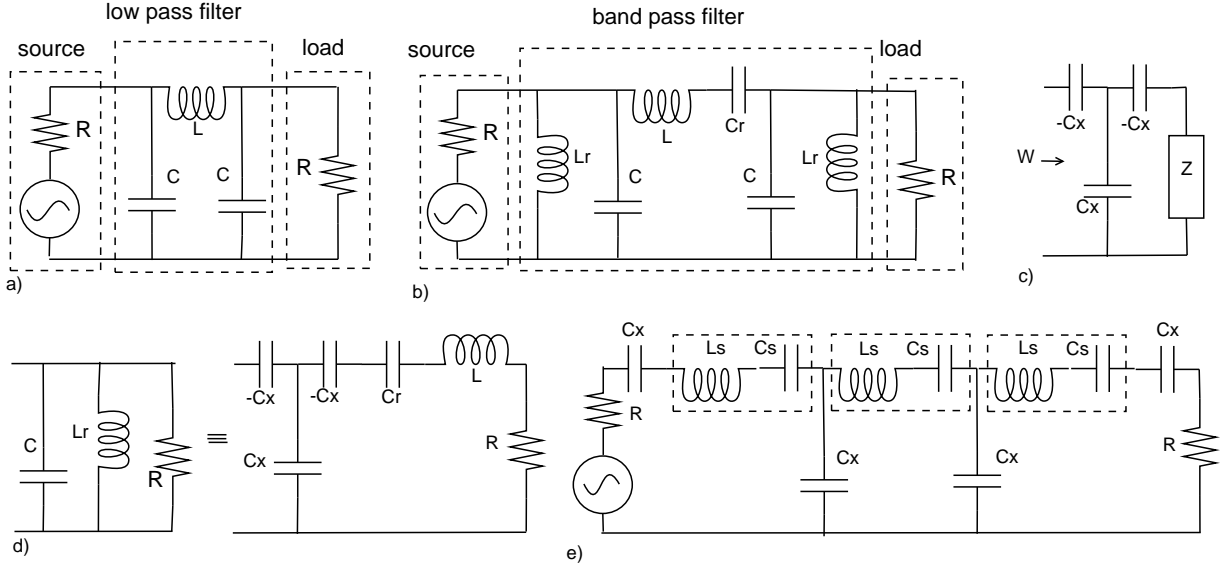 low pass filter
source
load
R
L
C
C
R
a)
band pass filter
source
load
R
Lr
C
L
Cr
C
Lr
R
b)
-Cx
-Cx
W
Cx
Z
c)
C
Lr
R
d)
-Cx
-Cx
Cr
L
Cx
R
Cx
Ls
Cs
Ls
Cs
Ls
Cs
Cx
R
Cx
Cx
R
e)